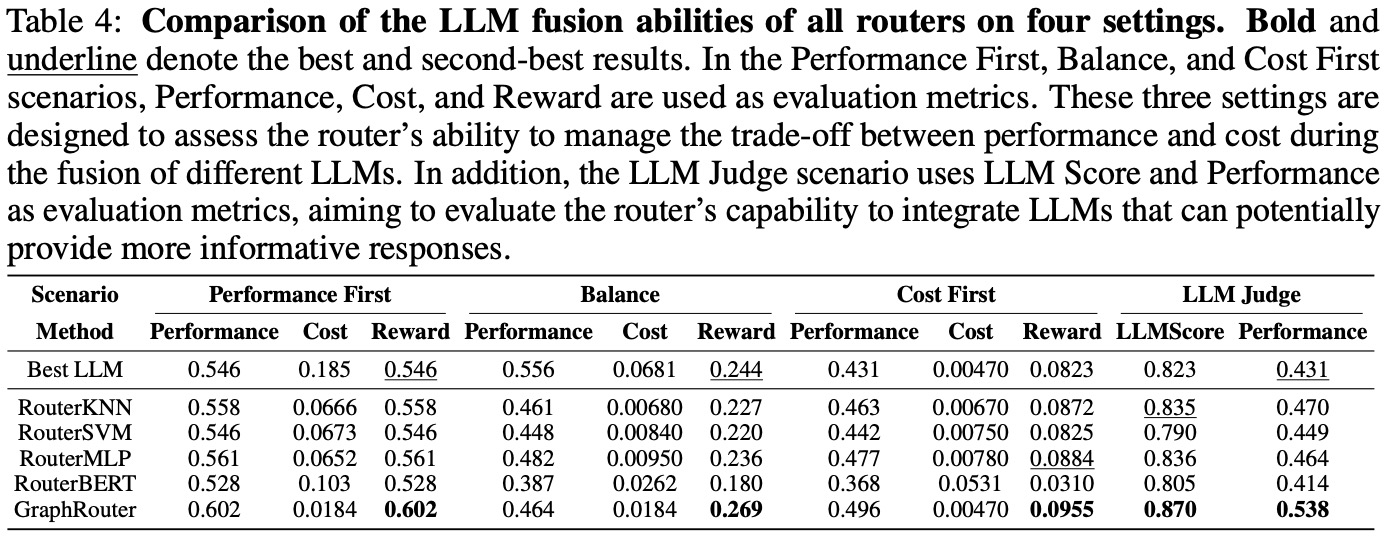 Table 4: Comparison of the LLM fusion abilities of all routers on four settings. Bold and
underline denote the best and second-best results. In the Performance First, Balance, and Cost First
scenarios, Performance, Cost, and Reward are used as evaluation metrics. These three settings are
designed to assess the router's ability to manage the trade-off between performance and cost during
the fusion of different LLMs. In addition, the LLM Judge scenario uses LLM Score and Performance
as evaluation metrics, aiming to evaluate the router's capability to integrate LLMs that can potentially
provide more informative responses.
Scenario Performance First Balance Cost First LLM Judge
Method Performance Cost Reward Performance Cost Reward Performance Cost Reward LLMScore Performance
Best LLM 0.546 0.185 0.546 0.556 0.0681 0.244 0.431 0.00470 0.0823 0.823 0.431
RouterKNN 0.558 0.0666 0.558 0.461 0.00680 0.227 0.463 0.00670 0.0872 0.835 0.470
RouterSVM 0.546 0.0673 0.546 0.448 0.00840 0.220 0.442 0.00750 0.0825 0.790 0.449
RouterMLP 0.561 0.0652 0.561 0.482 0.00950 0.236 0.477 0.00780 0.0884 0.836 0.464
RouterBERT 0.528 0.103 0.528 0.387 0.0262 0.180 0.368 0.0531 0.0310 0.805 0.414
GraphRouter 0.602 0.0184 0.602 0.464 0.0184 0.269 0.496 0.00470 0.0955 0.870 0.538